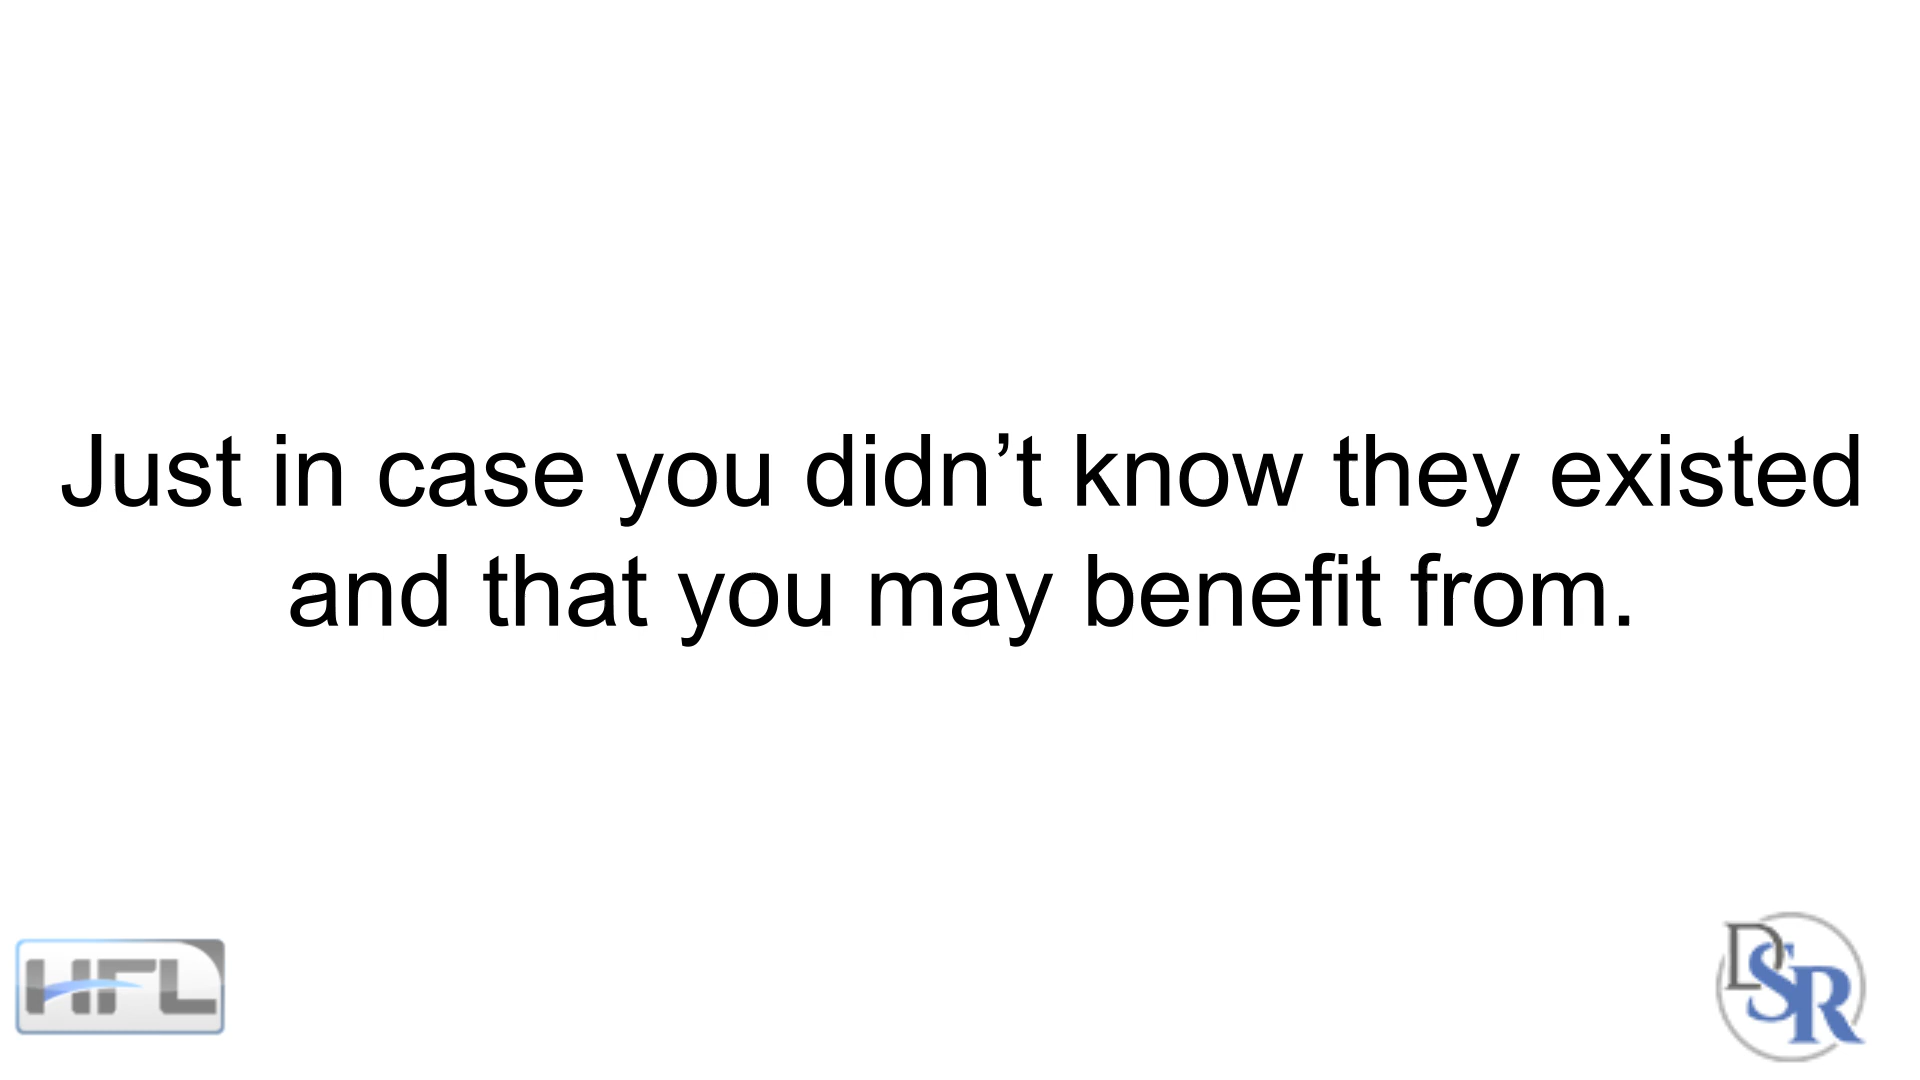 Just in case you didn’t know they existed
and that you may benefit from.
HFL
DSR